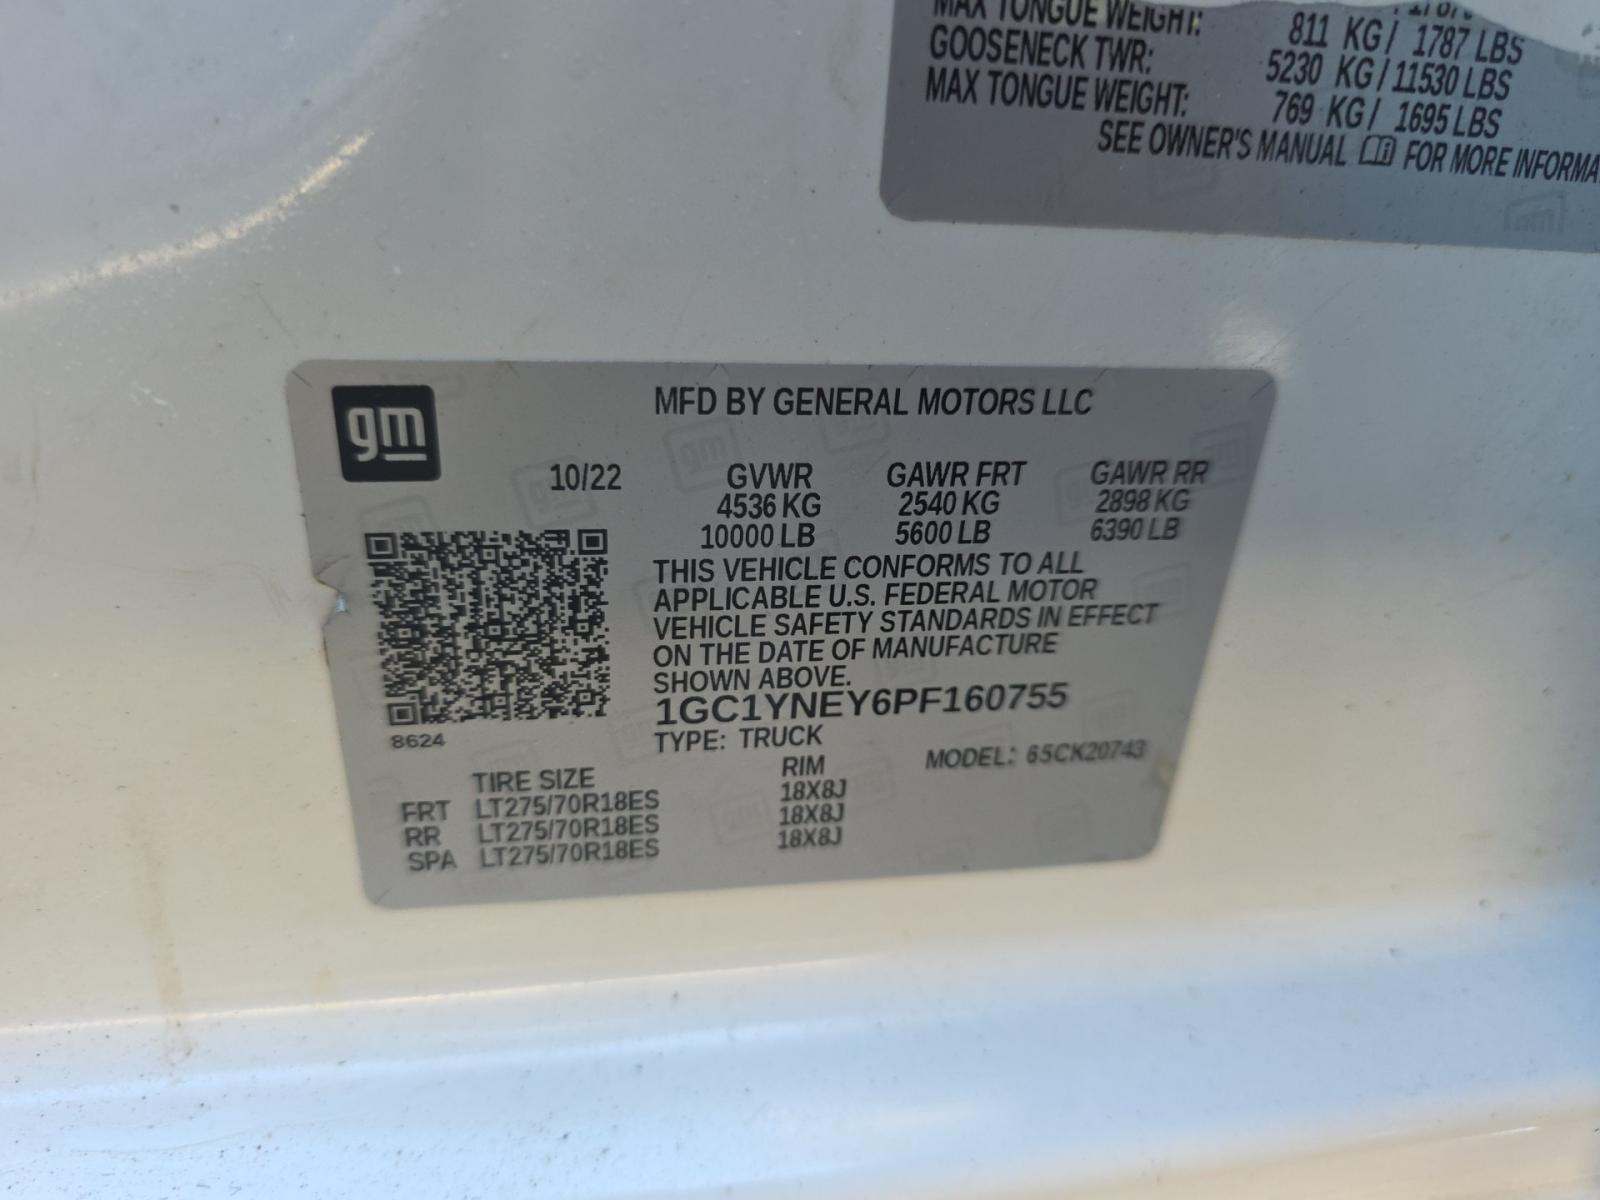 MAX TONGUE WEIGHT: 811 KG/ 1787 LBS
GOOSENECK TWR: 5230 KG/11530 LBS
MAX TONGUE WEIGHT: 769 KG/ 1695 LBS
SEE OWNER'S MANUAL FOR MORE INFORMA
gm
MFD BY GENERAL MOTORS LLC
10/22 GVWR GAWR FRT GAWR RR
4536 KG 2540 KG 2898 KG
10000 LB 5600 LB 6390 LB
THIS VEHICLE CONFORMS TO ALL
APPLICABLE U.S. FEDERAL MOTOR
VEHICLE SAFETY STANDARDS IN EFFECT
ON THE DATE OF MANUFACTURE
SHOWN ABOVE.
1GC1YNEY6PF160755
8624
TYPE: TRUCK
MODEL: 65CK20743
TIRE SIZE RIM
FRT LT275/70R18ES 18X8J
RR LT275/70R18ES 18X8J
SPA LT275/70R18ES 18X8J